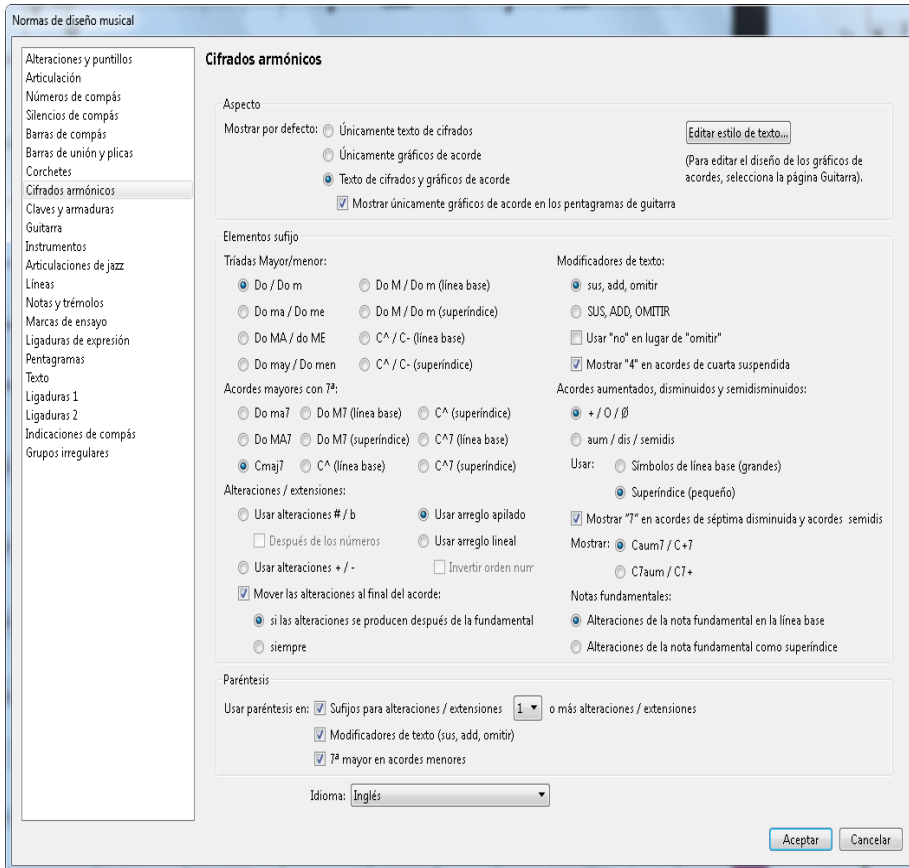 Normas de diseño musical
Alteraciones y puntillos
Articulación
Números de compás
Silencios de compás
Barras de compás
Barras de unión y plicas
Corchetes
Cifrados armónicos
Claves y armaduras
Guitarra
Instrumentos
Articulaciones de jazz
Líneas
Notas y trémolos
Marcas de ensayo
Ligaduras de expresión
Pentagramas
Texto
Ligaduras 1
Ligaduras 2
Indicaciones de compás
Grupos irregulares
Cifrados armónicos
Aspecto
Mostrar por defecto: Únicamente texto de cifrados
Únicamente gráficos de acorde
Texto de cifrados y gráficos de acorde
Mostrar únicamente gráficos de acorde en los pentagramas de guitarra
Editar estilo de texto...
(Para editar el diseño de los gráficos de
acordes, selecciona la página Guitarra).
Elementos sufijo
Tríadas Mayor/menor:
Do / Do m Do M / Do m (línea base)
Do ma / Do me Do M / Do m (superíndice)
Do MA / do ME C^ / C- (línea base)
Do may / Do men C^ / C- (superíndice)
Acordes mayores con 7ª:
Do ma7 Do M7 (línea base) C^ (superíndice)
Do MA7 Do M7 (superíndice) C^7 (línea base)
Cmaj7 C^ (línea base) C^7 (superíndice)
Alteraciones / extensiones:
Usar alteraciones # / b Usar arreglo apilado
Después de los números Usar arreglo lineal
Usar alteraciones + / - Invertir orden num
Mover las alteraciones al final del acorde:
si las alteraciones se producen después de la fundamental
siempre
Modificadores de texto:
sus, add, omitir
SUS, ADD, OMITIR
Usar "no" en lugar de "omitir"
Mostrar "4" en acordes de cuarta suspendida
Acordes aumentados, disminuidos y semidisminuidos:
+ / O / Ø
aum / dis / semidis
Usar: Símbolos de línea base (grandes)
Superíndice (pequeño)
Mostrar "7" en acordes de séptima disminuida y acordes semidis
Mostrar: Caum7 / C+7
C7aum / C7+
Notas fundamentales:
Alteraciones de la nota fundamental en la línea base
Alteraciones de la nota fundamental como superíndice
Paréntesis
Usar paréntesis en: Sufijos para alteraciones / extensiones 1 o más alteraciones / extensiones
Modificadores de texto (sus, add, omitir)
7ª mayor en acordes menores
Idioma: Inglés
Aceptar Cancelar